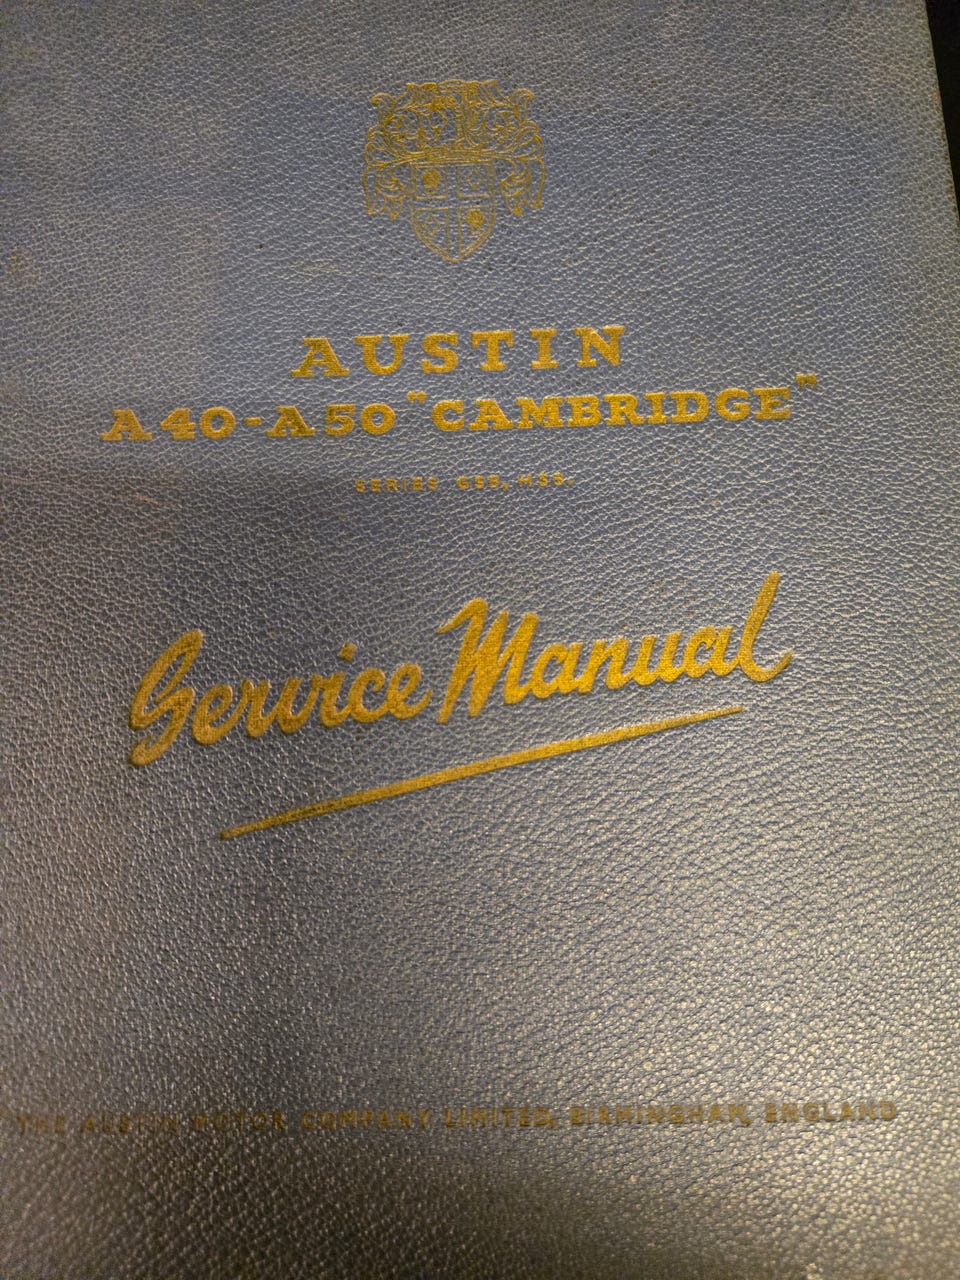 AUSTIN
A40-A50 "CAMBRIDGE"
SERIES GS5, HS5.
Service Manual
THE AUSTIN MOTOR COMPANY LIMITED, BIRMINGHAM, ENGLAND